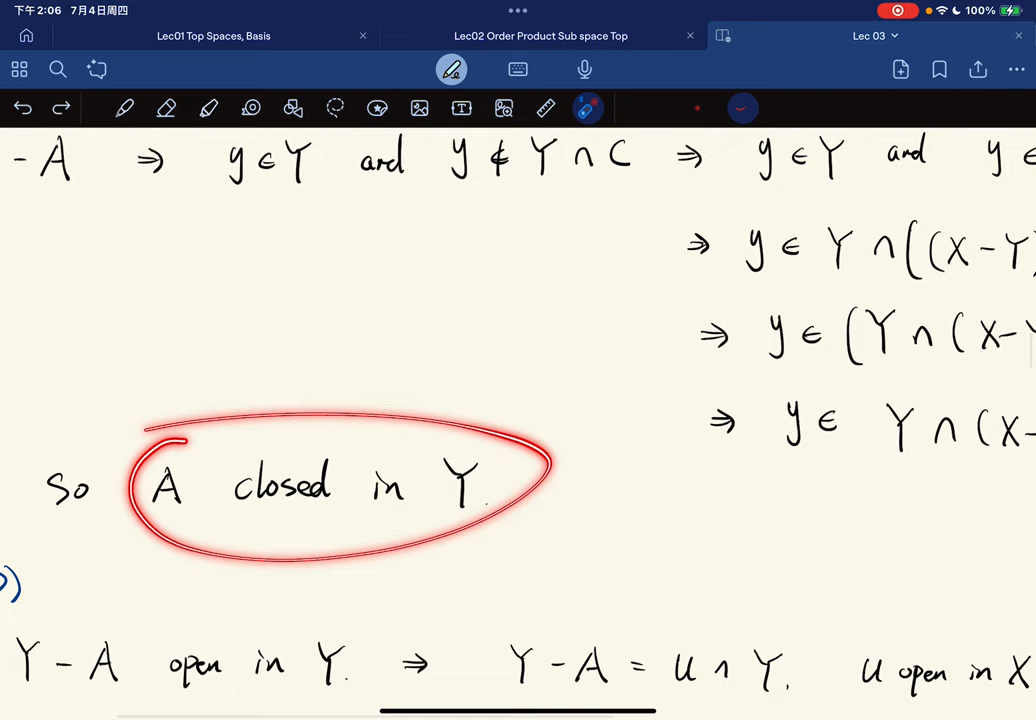 下午2:06 7月4日周四
100%
Lec01 Top Spaces, Basis
Lec02 Order Product Sub space Top
Lec 03
- A ⇒ y ∈ Y and y ∉ Y ∩ C ⇒ y ∈ Y and y ∈
⇒ y ∈ Y ∩ ((X - Y)
⇒ y ∈ (Y ∩ (X - Y
⇒ y ∈ Y ∩ (X -
So A closed in Y.
)
Y - A open in Y. ⇒ Y - A = U ∩ Y. U open in X